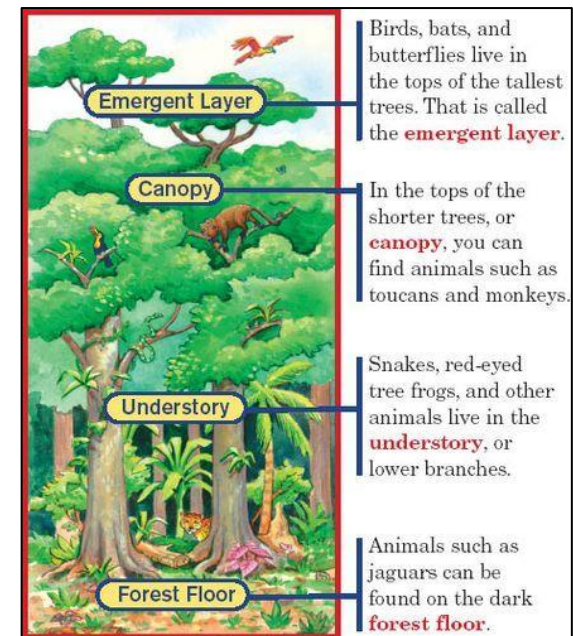 Emergent Layer
Birds, bats, and
butterflies live in
the tops of the tallest
trees. That is called
the emergent layer.
Canopy
In the tops of the
shorter trees, or
canopy, you can
find animals such as
toucans and monkeys.
Understory
Snakes, red-eyed
tree frogs, and other
animals live in the
understory, or
lower branches.
Forest Floor
Animals such as
jaguars can be
found on the dark
forest floor.